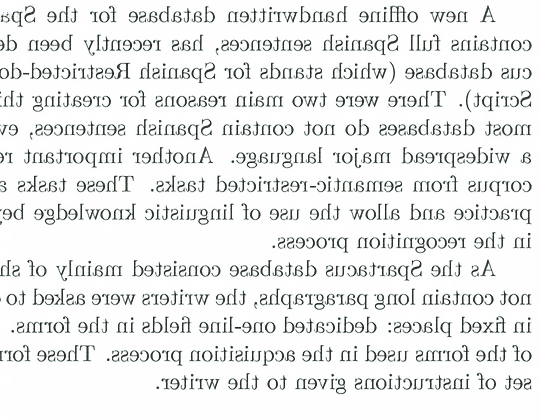 A new offline handwritten database for the Spa
contains full Spanish sentences, has recently been de
cus database (which stands for Spanish Restricted-do
Script). There were two main reasons for creating thi
most databases do not contain Spanish sentences, ev
a widespread major language. Another important re
corpus from semantic-restricted tasks. These tasks a
practice and allow the use of linguistic knowledge bey
in the recognition process.
As the Spartacus database consisted mainly of sh
not contain long paragraphs, the writers were asked to
in fixed places: dedicated one-line fields in the forms.
of the forms used in the acquisition process. These for
set of instructions given to the writer.